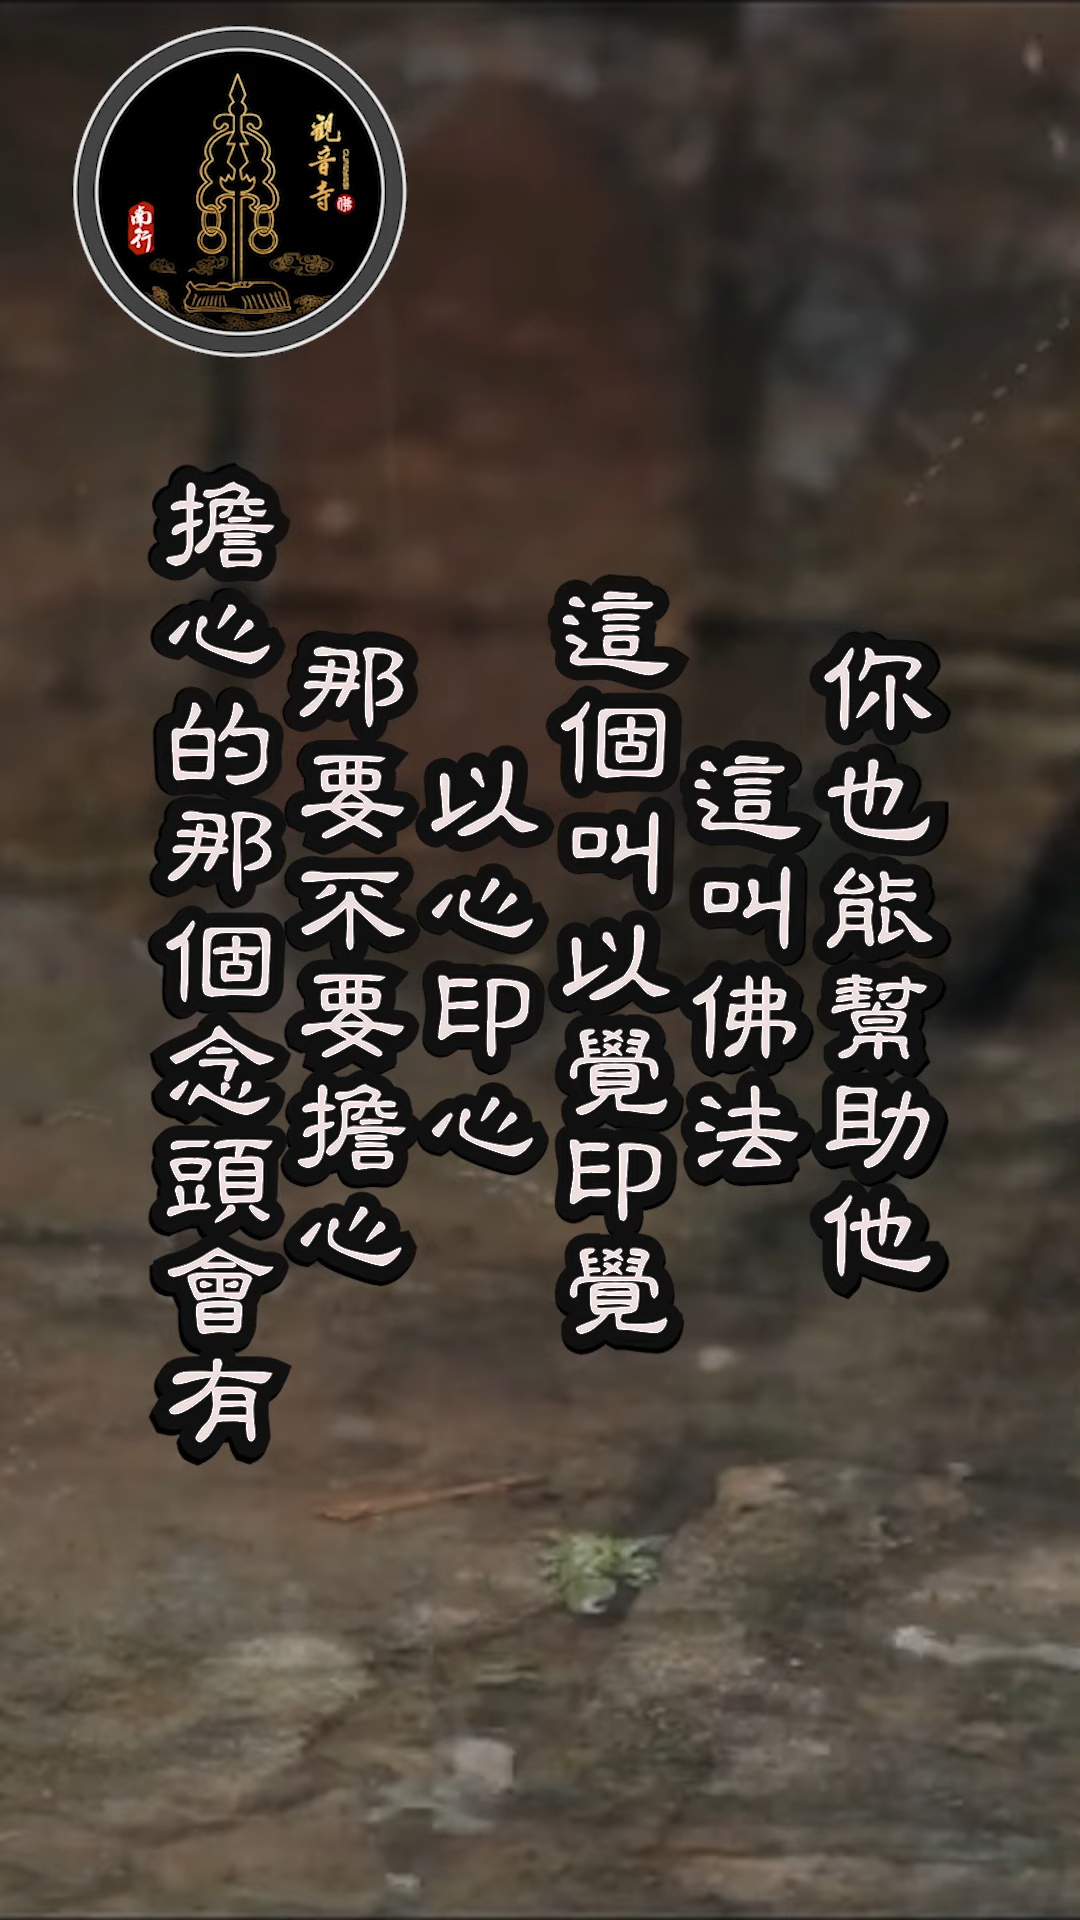 觀音寺
南行
你也能幫助他
這叫佛法
這個叫以覺印覺
以心印心
那要不要擔心
擔心的那個念頭會有